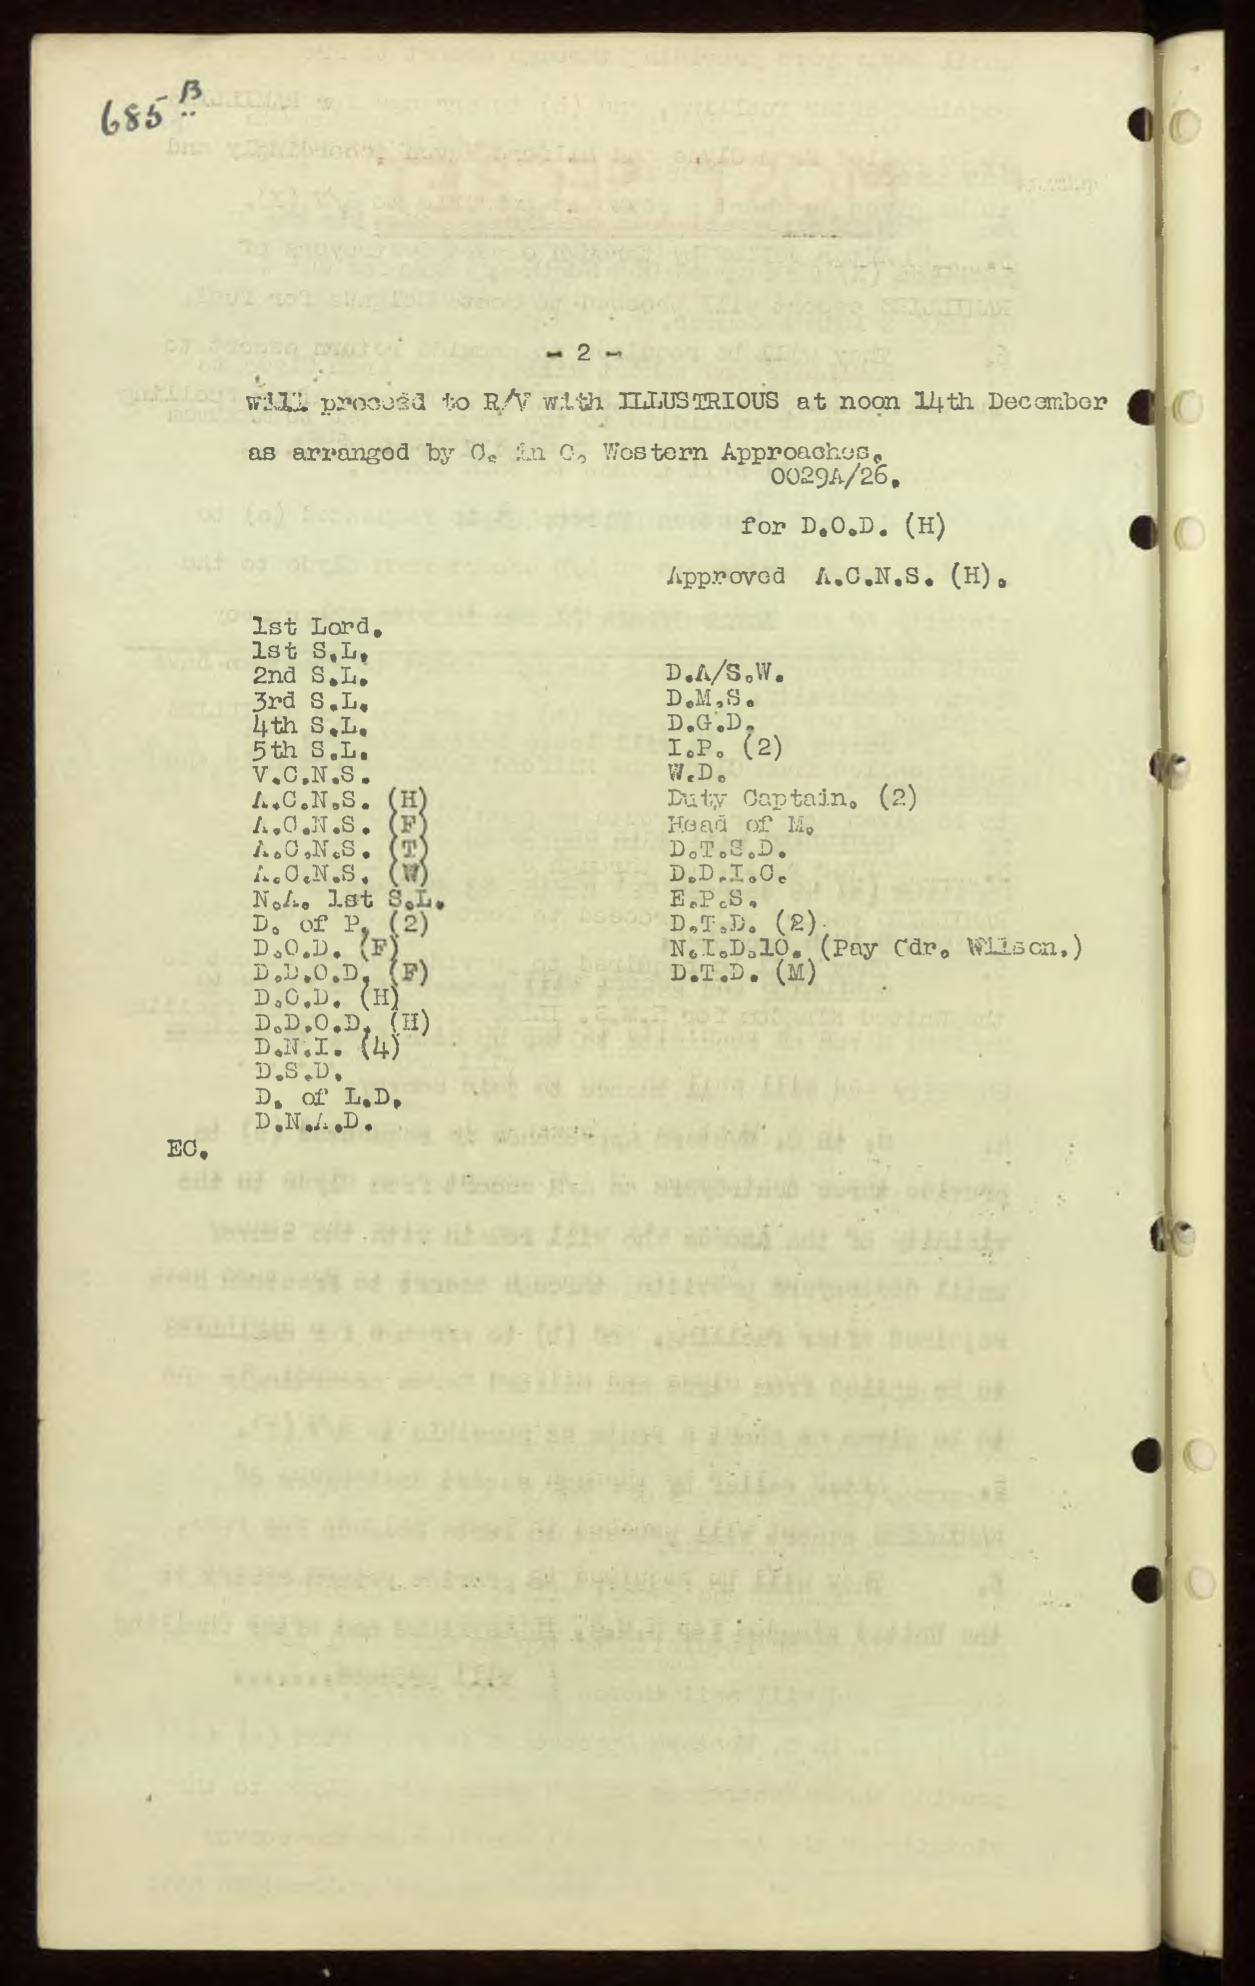 685 B
- 2 -
will proceed to R/V with ILLUSTRIOUS at noon 14th December
as arranged by C. in C. Western Approaches.
0029A/26.
for D.O.D. (H)
Approved A.C.N.S. (H).
1st Lord.
1st S.L.
2nd S.L.
3rd S.L.
4th S.L.
5th S.L.
V.C.N.S.
A.C.N.S. (H)
A.C.N.S. (F)
A.C.N.S. (T)
A.C.N.S. (W)
N.A. 1st S.L.
D. of P. (2)
D.O.D. (F)
D.D.O.D. (F)
D.O.D. (H)
D.D.O.D. (H)
D.N.I. (4)
D.S.D.
D. of L.D.
D.N.A.D.
D.A/S.W.
D.M.S.
D.G.D.
I.P. (2)
W.D.
Duty Captain. (2)
Head of M.
D.T.S.D.
D.D.I.C.
E.P.S.
D.T.D. (2)
N.I.D.10. (Pay Cdr. Wilson.)
D.T.D. (M)
EC.